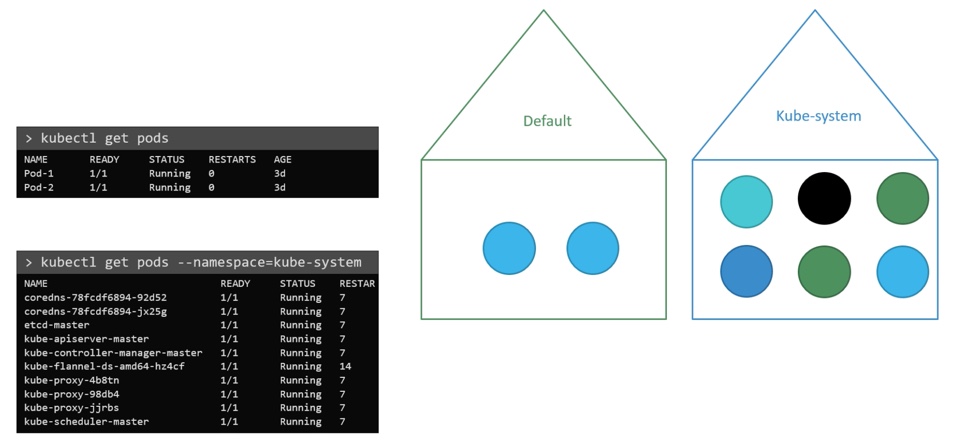 > kubectl get pods
NAME READY STATUS RESTARTS AGE
Pod-1 1/1 Running 0 3d
Pod-2 1/1 Running 0 3d
> kubectl get pods --namespace=kube-system
NAME READY STATUS RESTAR
coredns-78fcdf6894-92d52 1/1 Running 7
coredns-78fcdf6894-jx25g 1/1 Running 7
etcd-master 1/1 Running 7
kube-apiserver-master 1/1 Running 7
kube-controller-manager-master 1/1 Running 7
kube-flannel-ds-amd64-hz4cf 1/1 Running 14
kube-proxy-4b8tn 1/1 Running 7
kube-proxy-98db4 1/1 Running 7
kube-proxy-jjrbs 1/1 Running 7
kube-scheduler-master 1/1 Running 7
Default
Kube-system